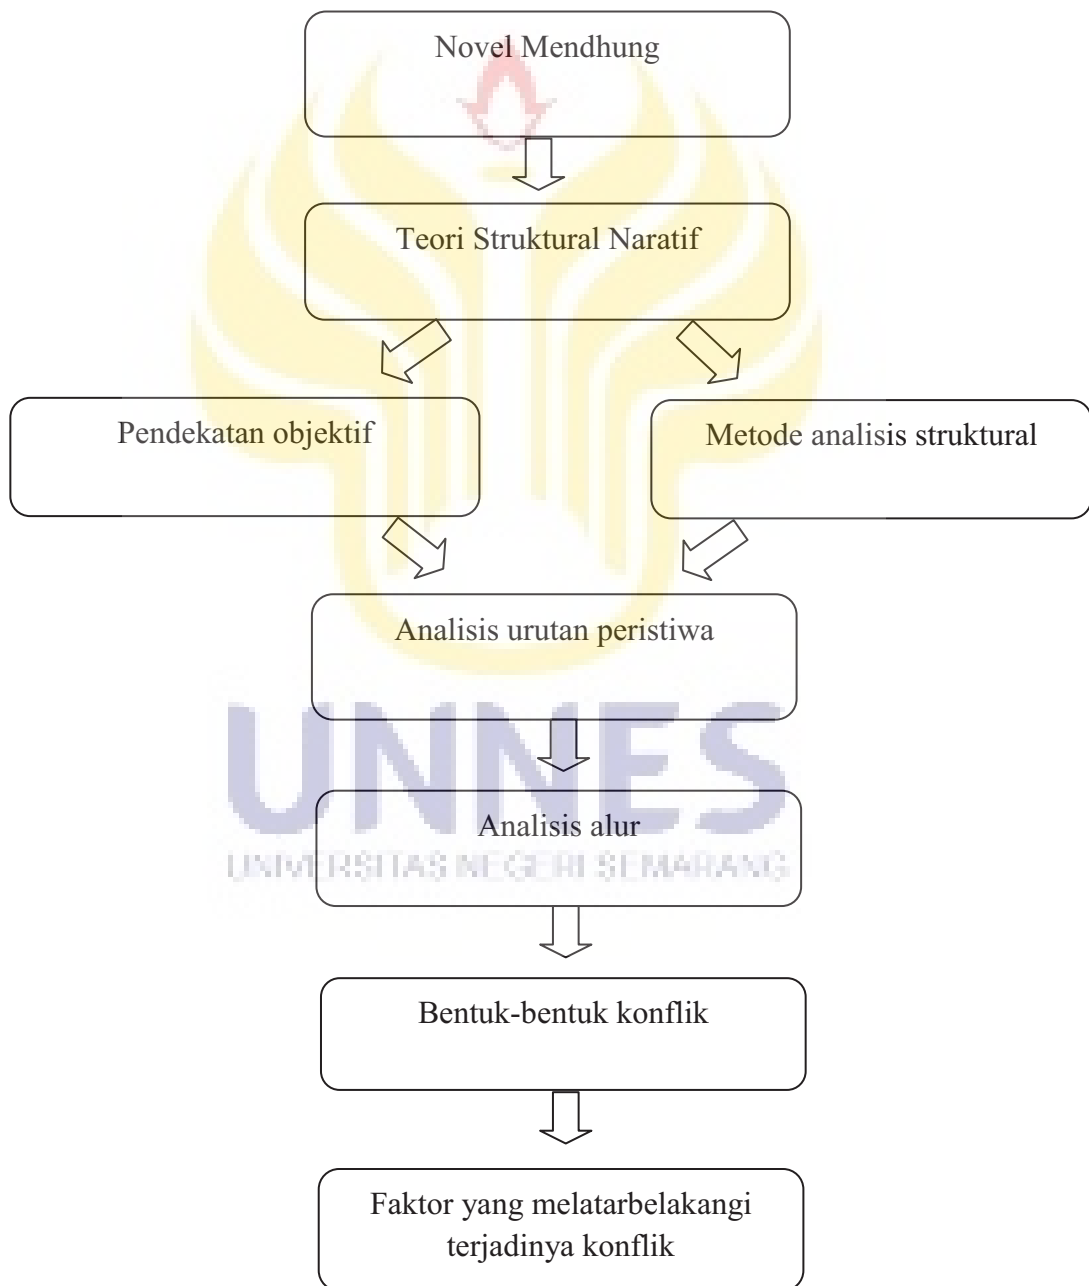 Novel Mendhung
Teori Struktural Naratif
Pendekatan objektif
Metode analisis struktural
Analisis urutan peristiwa
UNNES
Analisis alur
UNIVERSITAS NEGERI SEMARANG
Bentuk-bentuk konflik
Faktor yang melatarbelakangi
terjadinya konflik